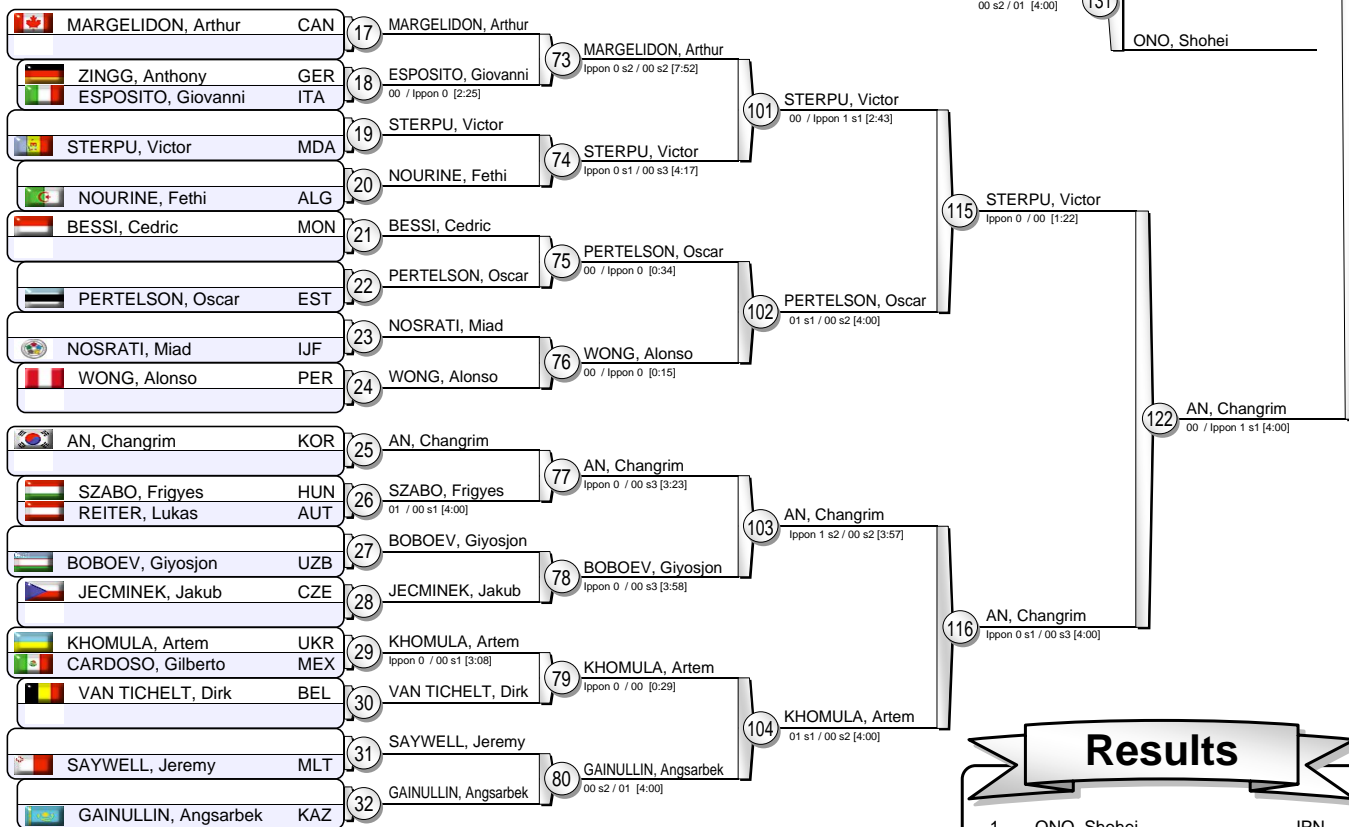 00 s2 / 01 [4:00]
131
ONO, Shohei
MARGELIDON, Arthur CAN
17
MARGELIDON, Arthur
73
MARGELIDON, Arthur
Ippon 0 s2 / 00 s2 [7:52]
ZINGG, Anthony GER
ESPOSITO, Giovanni ITA
18
ESPOSITO, Giovanni
00 / Ippon 0 [2:25]
101
STERPU, Victor
00 / Ippon 1 s1 [2:43]
STERPU, Victor MDA
19
STERPU, Victor
74
STERPU, Victor
Ippon 0 s1 / 00 s3 [4:17]
NOURINE, Fethi ALG
20
NOURINE, Fethi
115
STERPU, Victor
Ippon 0 / 00 [1:22]
BESSI, Cedric MON
21
BESSI, Cedric
75
PERTELSON, Oscar
00 / Ippon 0 [0:34]
PERTELSON, Oscar EST
22
PERTELSON, Oscar
102
PERTELSON, Oscar
01 s1 / 00 s2 [4:00]
NOSRATI, Miad IJF
23
NOSRATI, Miad
76
WONG, Alonso
00 / Ippon 0 [0:15]
WONG, Alonso PER
24
WONG, Alonso
122
AN, Changrim
00 / Ippon 1 s1 [4:00]
AN, Changrim KOR
25
AN, Changrim
77
AN, Changrim
Ippon 0 / 00 s3 [3:23]
SZABO, Frigyes HUN
REITER, Lukas AUT
26
SZABO, Frigyes
01 / 00 s1 [4:00]
103
AN, Changrim
Ippon 1 s2 / 00 s2 [3:57]
BOBOEV, Giyosjon UZB
27
BOBOEV, Giyosjon
78
BOBOEV, Giyosjon
Ippon 0 / 00 s3 [3:58]
JECMINEK, Jakub CZE
28
JECMINEK, Jakub
116
AN, Changrim
Ippon 0 s1 / 00 s3 [4:00]
KHOMULA, Artem UKR
CARDOSO, Gilberto MEX
29
KHOMULA, Artem
Ippon 0 / 00 s1 [3:08]
79
KHOMULA, Artem
Ippon 0 / 00 [0:29]
VAN TICHELT, Dirk BEL
30
VAN TICHELT, Dirk
104
KHOMULA, Artem
01 s1 / 00 s2 [4:00]
SAYWELL, Jeremy MLT
31
SAYWELL, Jeremy
80
GAINULLIN, Angsarbek
00 s2 / 01 [4:00]
GAINULLIN, Angsarbek KAZ
32
GAINULLIN, Angsarbek
Results
1 ONO, Shohei JPN